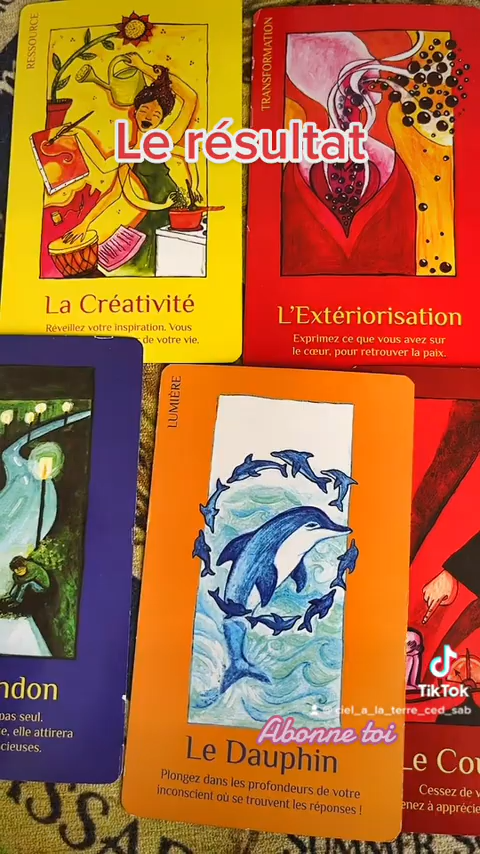 RESSOURCE
TRANSFORMATION
Le résultat
La Créativité
Réveillez votre inspiration. Vous
de votre vie.
L'Extériorisation
Exprimez ce que vous avez sur
le cœur, pour retrouver la paix.
LUMIÈRE
ndon
pas seul.
e, elle attirera
cieuses.
Le Dauphin
Plongez dans les profondeurs de votre
inconscient où se trouvent les réponses !
TikTok
@ciel_a_la_terre_ced_sab
Abonne toi
Le Cou
Cessez de v
enez à apprécie
SUMMER